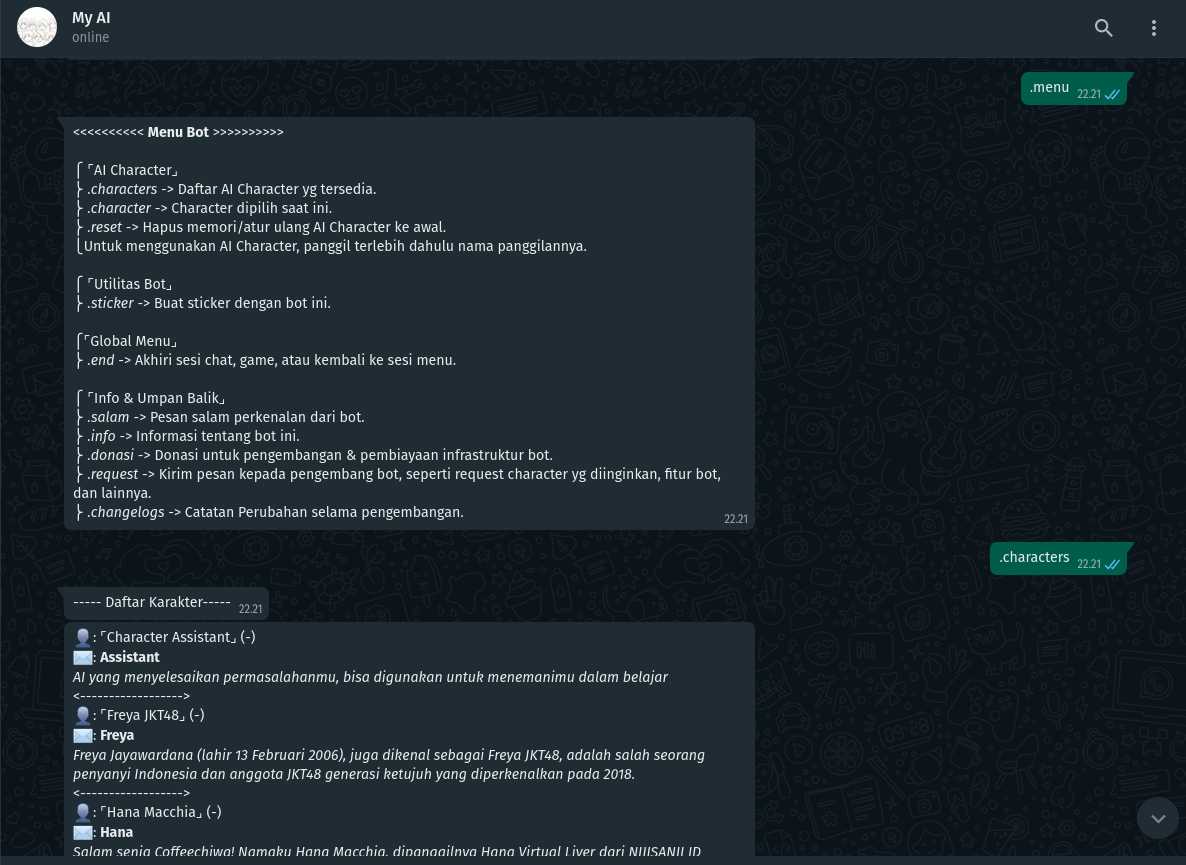 My AI
online
.menu 22.21
<<<<<<<<<< Menu Bot >>>>>>>>>>
⎧「AI Character」
⎬ .characters -> Daftar AI Character yg tersedia.
⎬ .character -> Character dipilih saat ini.
⎬ .reset -> Hapus memori/atur ulang AI Character ke awal.
⎩Untuk menggunakan AI Character, panggil terlebih dahulu nama panggilannya.
⎧「Utilitas Bot」
⎬ .sticker -> Buat sticker dengan bot ini.
⎧「Global Menu」
⎬ .end -> Akhiri sesi chat, game, atau kembali ke sesi menu.
⎧「Info & Umpan Balik」
⎬ .salam -> Pesan salam perkenalan dari bot.
⎬ .info -> Informasi tentang bot ini.
⎬ .donasi -> Donasi untuk pengembangan & pembiayaan infrastruktur bot.
⎬ .request -> Kirim pesan kepada pengembang bot, seperti request character yg diinginkan, fitur bot,
dan lainnya.
⎬ .changelogs -> Catatan Perubahan selama pengembangan.
22.21
.characters 22.21
----- Daftar Karakter----- 22.21
👤: 「Character Assistant」 (-)
✉️: Assistant
AI yang menyelesaikan permasalahanmu, bisa digunakan untuk menemanimu dalam belajar
<------------------>
👤: 「Freya JKT48」 (-)
✉️: Freya
Freya Jayawardana (lahir 13 Februari 2006), juga dikenal sebagai Freya JKT48, adalah salah seorang
penyanyi Indonesia dan anggota JKT48 generasi ketujuh yang diperkenalkan pada 2018.
<------------------>
👤: 「Hana Macchia」 (-)
✉️: Hana
Salam senja Coffeechiwa! Namaku Hana Macchia, dipanggilnya Hana Virtual Liver dari NIJISANJI ID